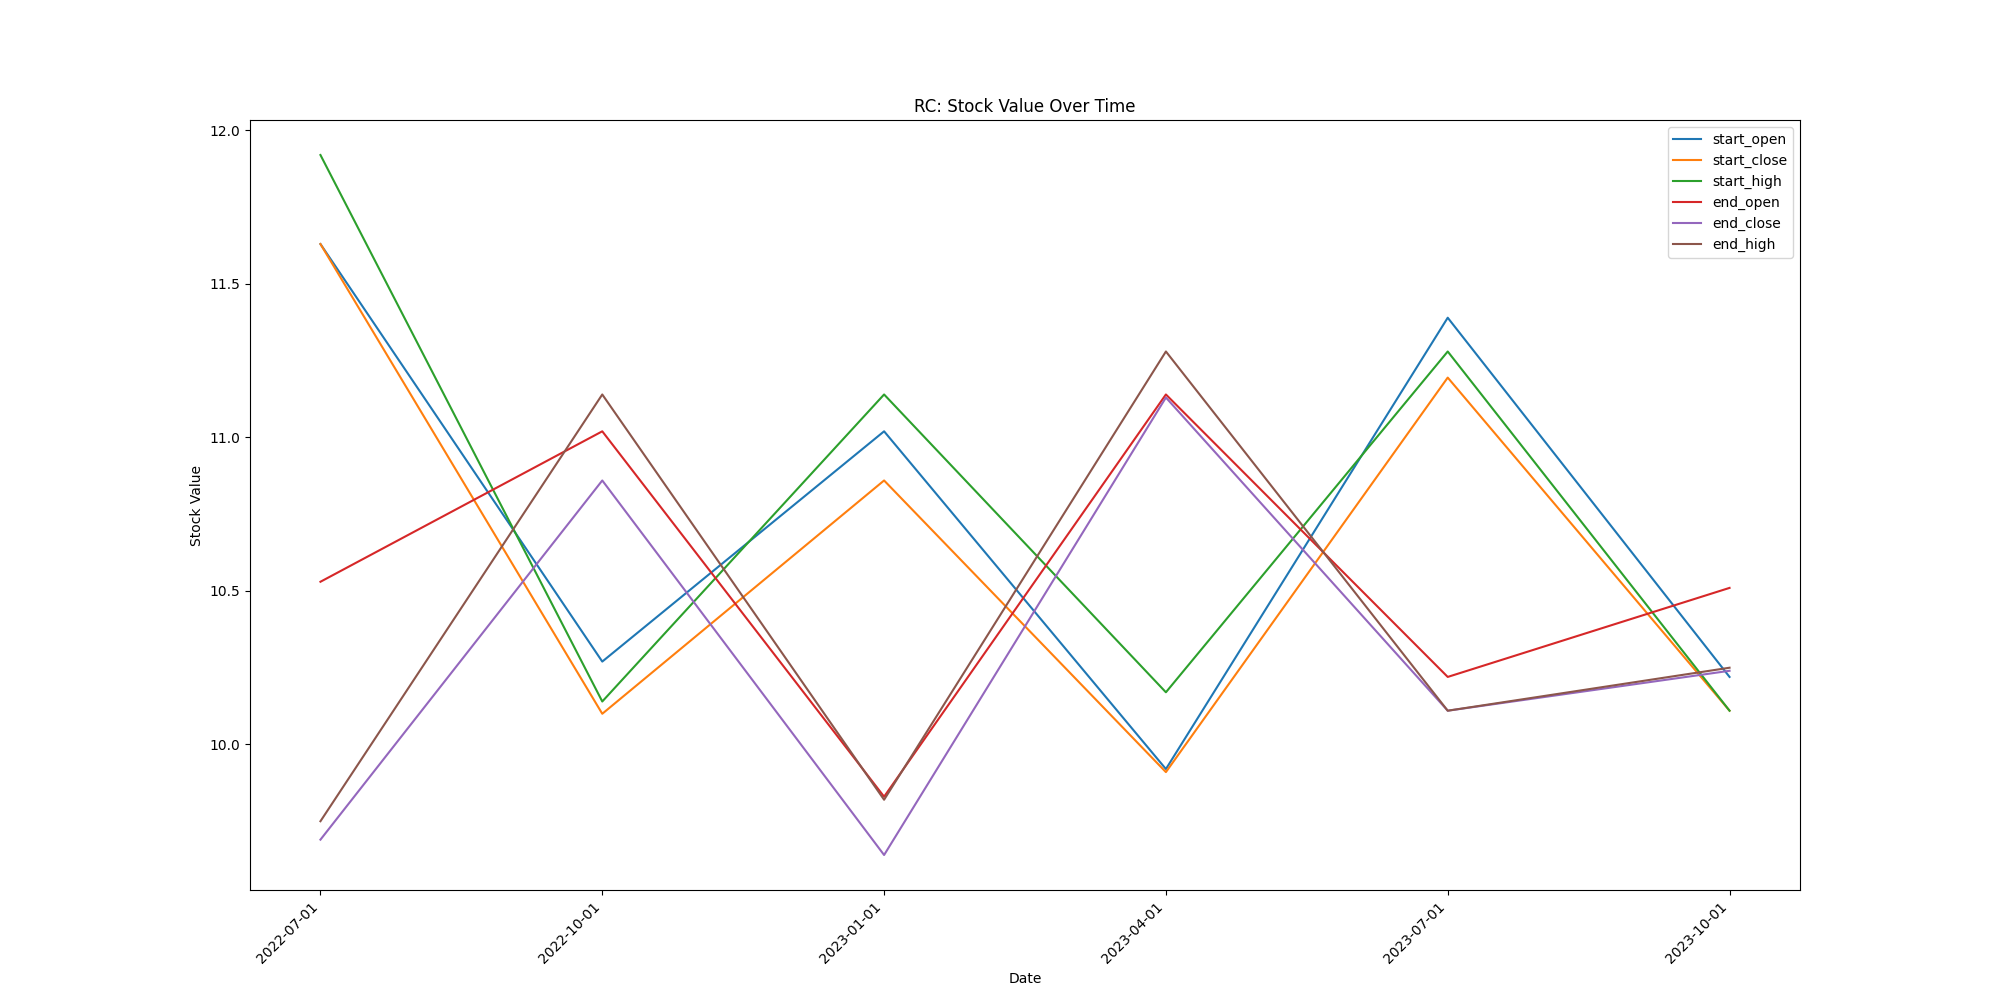 RC: Stock Value Over Time
12.0
11.5
11.0
10.5
10.0
Stock Value
start_open
start_close
start_high
end_open
end_close
end_high
2022-07-01
2022-10-01
2023-01-01
2023-04-01
2023-07-01
2023-10-01
Date